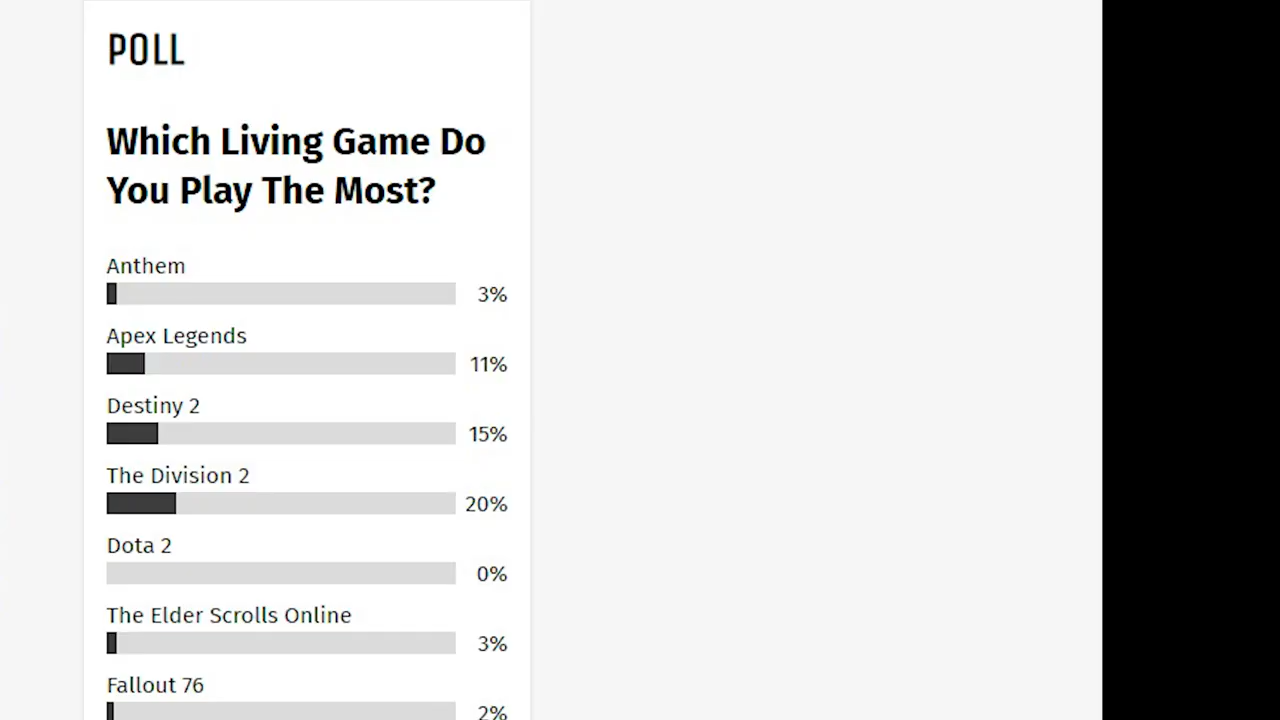 POLL
Which Living Game Do
You Play The Most?
Anthem
3%
Apex Legends
11%
Destiny 2
15%
The Division 2
20%
Dota 2
0%
The Elder Scrolls Online
3%
Fallout 76
2%